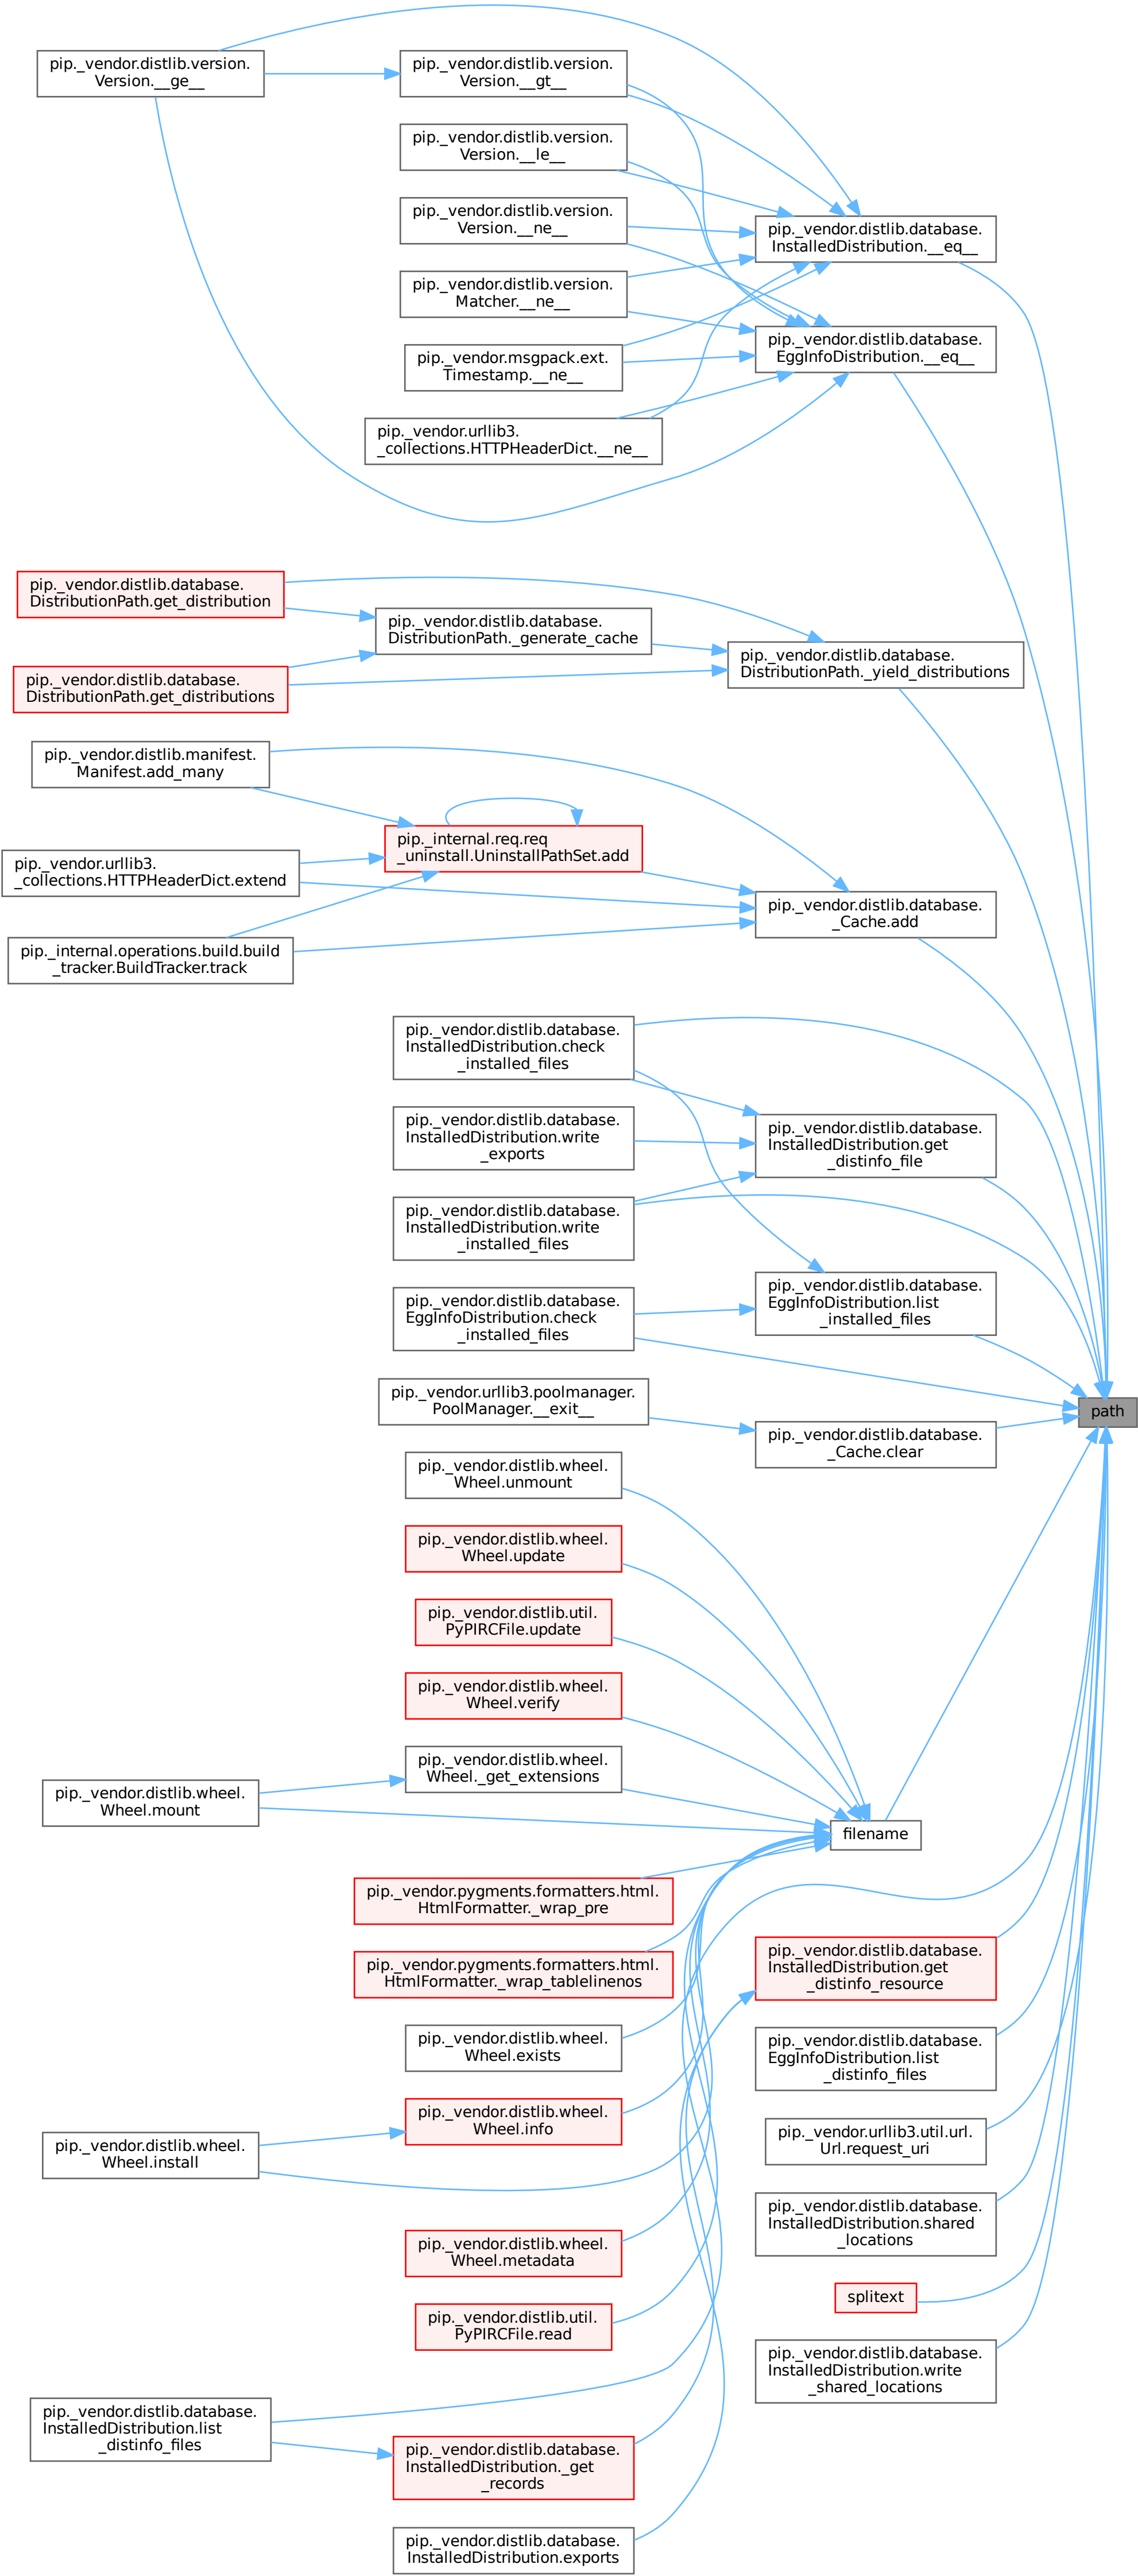 pip._vendor.distlib.version.
Version.__ge__
pip._vendor.distlib.version.
Version.__gt__
pip._vendor.distlib.version.
Version.__le__
pip._vendor.distlib.version.
Version.__ne__
pip._vendor.distlib.database.
InstalledDistribution.__eq__
pip._vendor.distlib.version.
Matcher.__ne__
pip._vendor.distlib.database.
EggInfoDistribution.__eq__
pip._vendor.msgpack.ext.
Timestamp.__ne__
pip._vendor.urllib3.
_collections.HTTPHeaderDict.__ne__
pip._vendor.distlib.database.
DistributionPath.get_distribution
pip._vendor.distlib.database.
DistributionPath._generate_cache
pip._vendor.distlib.database.
DistributionPath._yield_distributions
pip._vendor.distlib.database.
DistributionPath.get_distributions
pip._vendor.distlib.manifest.
Manifest.add_many
pip._internal.req.req
_uninstall.UninstallPathSet.add
pip._vendor.urllib3.
_collections.HTTPHeaderDict.extend
pip._vendor.distlib.database.
_Cache.add
pip._internal.operations.build.build
_tracker.BuildTracker.track
pip._vendor.distlib.database.
InstalledDistribution.check
_installed_files
pip._vendor.distlib.database.
InstalledDistribution.write
_exports
pip._vendor.distlib.database.
InstalledDistribution.get
_distinfo_file
pip._vendor.distlib.database.
InstalledDistribution.write
_installed_files
pip._vendor.distlib.database.
EggInfoDistribution.list
_installed_files
pip._vendor.distlib.database.
EggInfoDistribution.check
_installed_files
pip._vendor.urllib3.poolmanager.
PoolManager.__exit__
path
pip._vendor.distlib.database.
_Cache.clear
pip._vendor.distlib.wheel.
Wheel.unmount
pip._vendor.distlib.wheel.
Wheel.update
pip._vendor.distlib.util.
PyPIRCFile.update
pip._vendor.distlib.wheel.
Wheel.verify
pip._vendor.distlib.wheel.
Wheel._get_extensions
pip._vendor.distlib.wheel.
Wheel.mount
filename
pip._vendor.pygments.formatters.html.
HtmlFormatter._wrap_pre
pip._vendor.pygments.formatters.html.
HtmlFormatter._wrap_tablelinenos
pip._vendor.distlib.database.
InstalledDistribution.get
_distinfo_resource
pip._vendor.distlib.wheel.
Wheel.exists
pip._vendor.distlib.database.
EggInfoDistribution.list
_distinfo_files
pip._vendor.distlib.wheel.
Wheel.info
pip._vendor.urllib3.util.url.
Url.request_uri
pip._vendor.distlib.wheel.
Wheel.install
pip._vendor.distlib.database.
InstalledDistribution.shared
_locations
pip._vendor.distlib.wheel.
Wheel.metadata
splitext
pip._vendor.distlib.util.
PyPIRCFile.read
pip._vendor.distlib.database.
InstalledDistribution.write
_shared_locations
pip._vendor.distlib.database.
InstalledDistribution.list
_distinfo_files
pip._vendor.distlib.database.
InstalledDistribution._get
_records
pip._vendor.distlib.database.
InstalledDistribution.exports